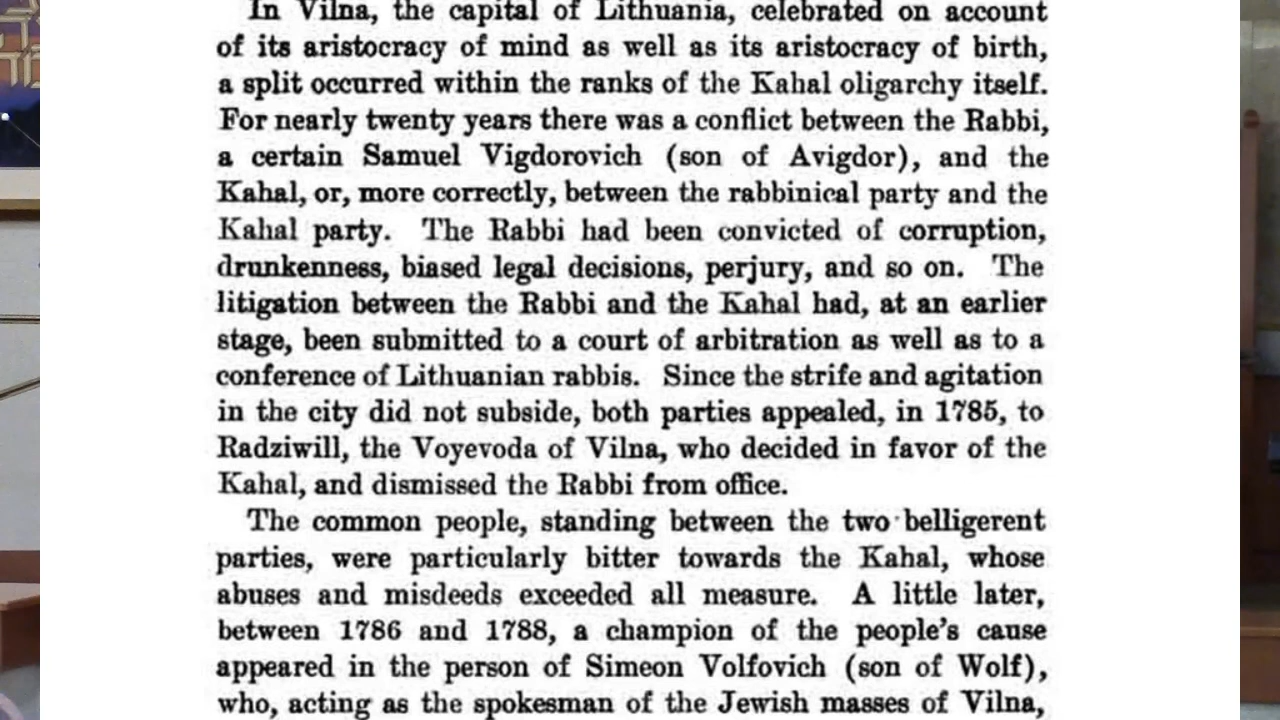 In Vilna, the capital of Lithuania, celebrated on account
of its aristocracy of mind as well as its aristocracy of birth,
a split occurred within the ranks of the Kahal oligarchy itself.
For nearly twenty years there was a conflict between the Rabbi,
a certain Samuel Vigdorovich (son of Avigdor), and the
Kahal, or, more correctly, between the rabbinical party and the
Kahal party. The Rabbi had been convicted of corruption,
drunkenness, biased legal decisions, perjury, and so on. The
litigation between the Rabbi and the Kahal had, at an earlier
stage, been submitted to a court of arbitration as well as to a
conference of Lithuanian rabbis. Since the strife and agitation
in the city did not subside, both parties appealed, in 1785, to
Radziwill, the Voyevoda of Vilna, who decided in favor of the
Kahal, and dismissed the Rabbi from office.
The common people, standing between the two belligerent
parties, were particularly bitter towards the Kahal, whose
abuses and misdeeds exceeded all measure. A little later,
between 1786 and 1788, a champion of the people's cause
appeared in the person of Simeon Volfovich (son of Wolf),
who, acting as the spokesman of the Jewish masses of Vilna,